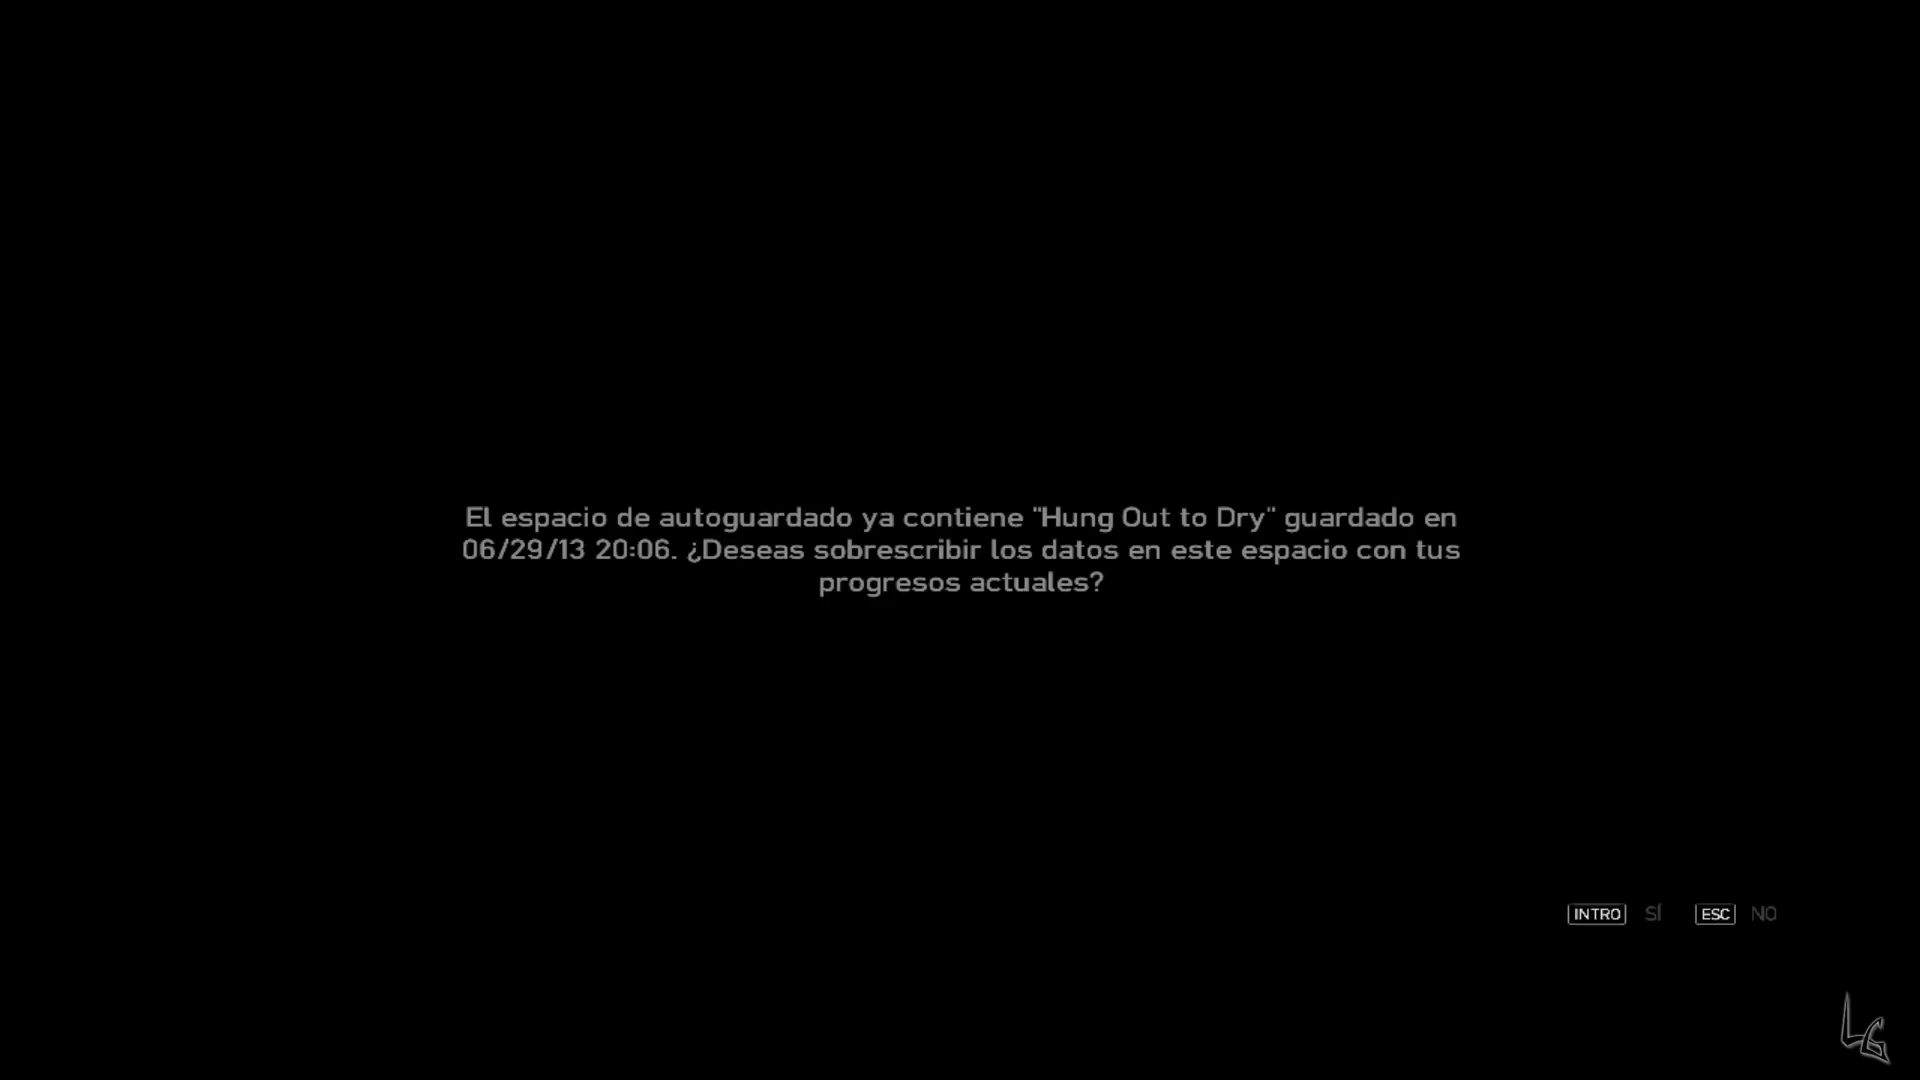 El espacio de autoguardado ya contiene "Hung Out to Dry" guardado en
06/29/13 20:06. ¿Deseas sobrescribir los datos en este espacio con tus
progresos actuales?
INTRO SÍ ESC NO
LG